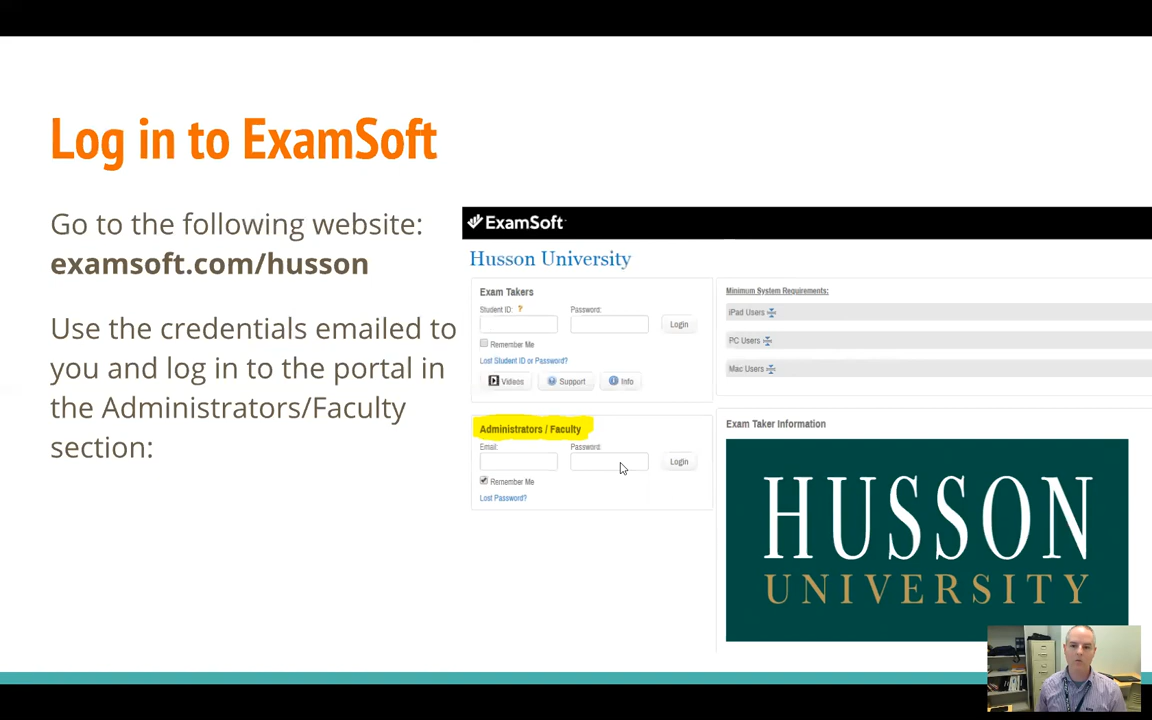 Log in to ExamSoft
Go to the following website:
examsoft.com/husson
Use the credentials emailed to
you and log in to the portal in
the Administrators/Faculty
section:
ExamSoft
Husson University
Exam Takers
Student ID: ?
Password:
Login
Remember Me
Lost Student ID or Password?
Videos
Support
Info
Administrators / Faculty
Email:
Password:
Login
Remember Me
Lost Password?
Minimum System Requirements:
iPad Users
PC Users
Mac Users
Exam Taker Information
HUSSON
UNIVERSITY